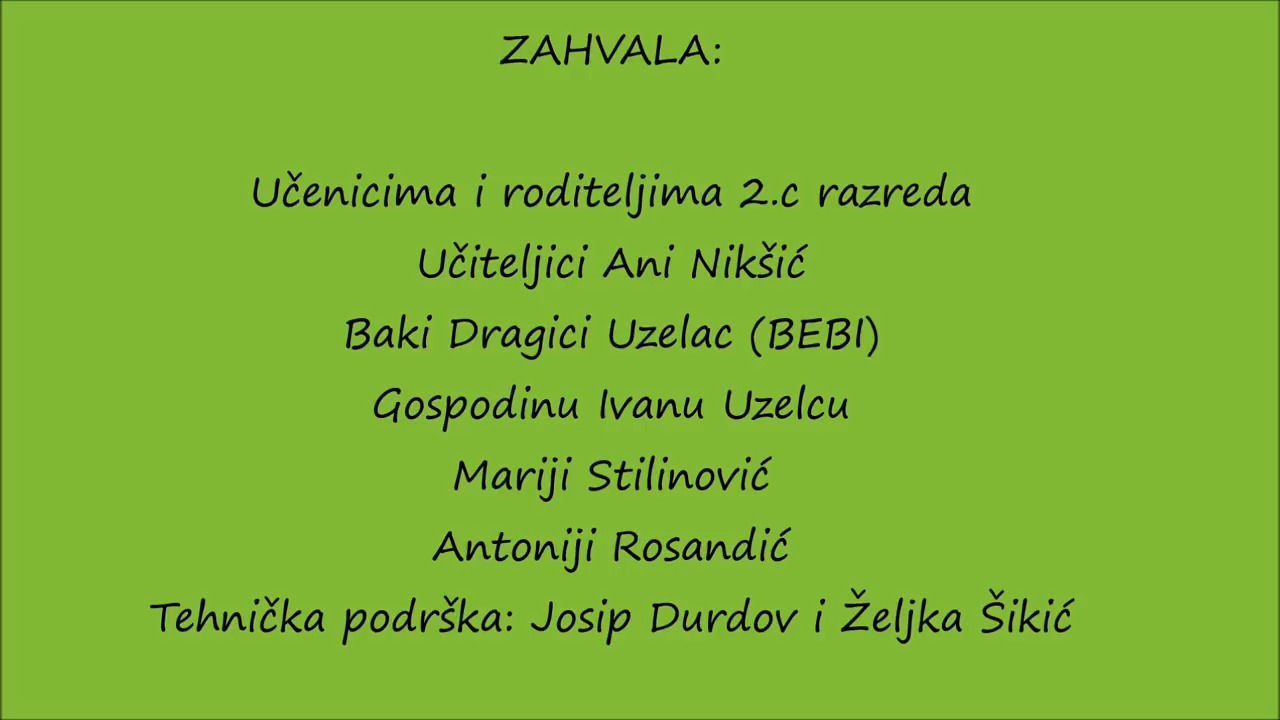 ZAHVALA:
Učenicima i roditeljima 2.c razreda
Učiteljici Ani Nikšić
Baki Dragici Uzelac (BEBI)
Gospodinu Ivanu Uzelcu
Mariji Stilinović
Antoniji Rosandić
Tehnička podrška: Josip Durdov i Željka Šikić